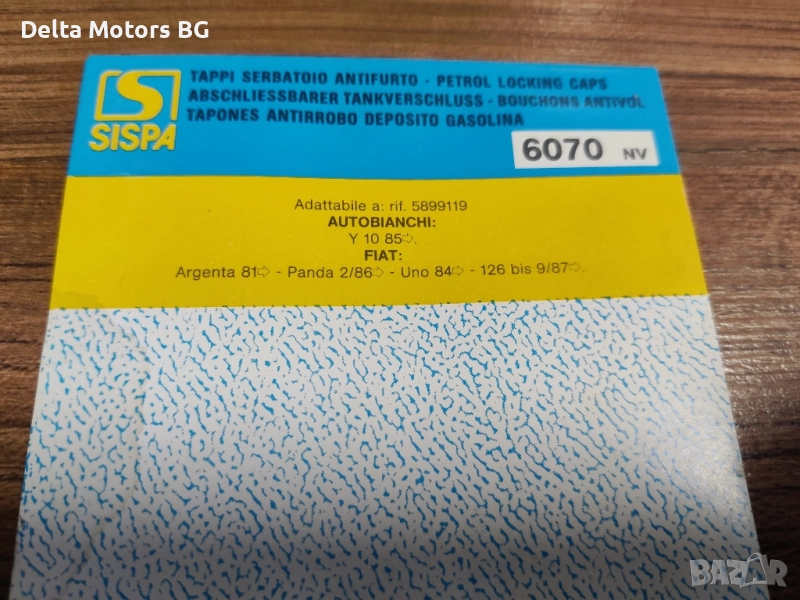 Delta Motors BG
SISPA
TAPPI SERBATOIO ANTIFURTO - PETROL LOCKING CAPS
ABSCHLIESSBARER TANKVERSCHLUSS - BOUCHONS ANTIVOL
TAPONES ANTIRROBO DEPOSITO GASOLINA
6070 NV
Adattabile a: rif. 5899119
AUTOBIANCHI:
Y 10 85⇨.
FIAT:
Argenta 81⇨ - Panda 2/86⇨ - Uno 84⇨ - 126 bis 9/87⇨.
BAZAR